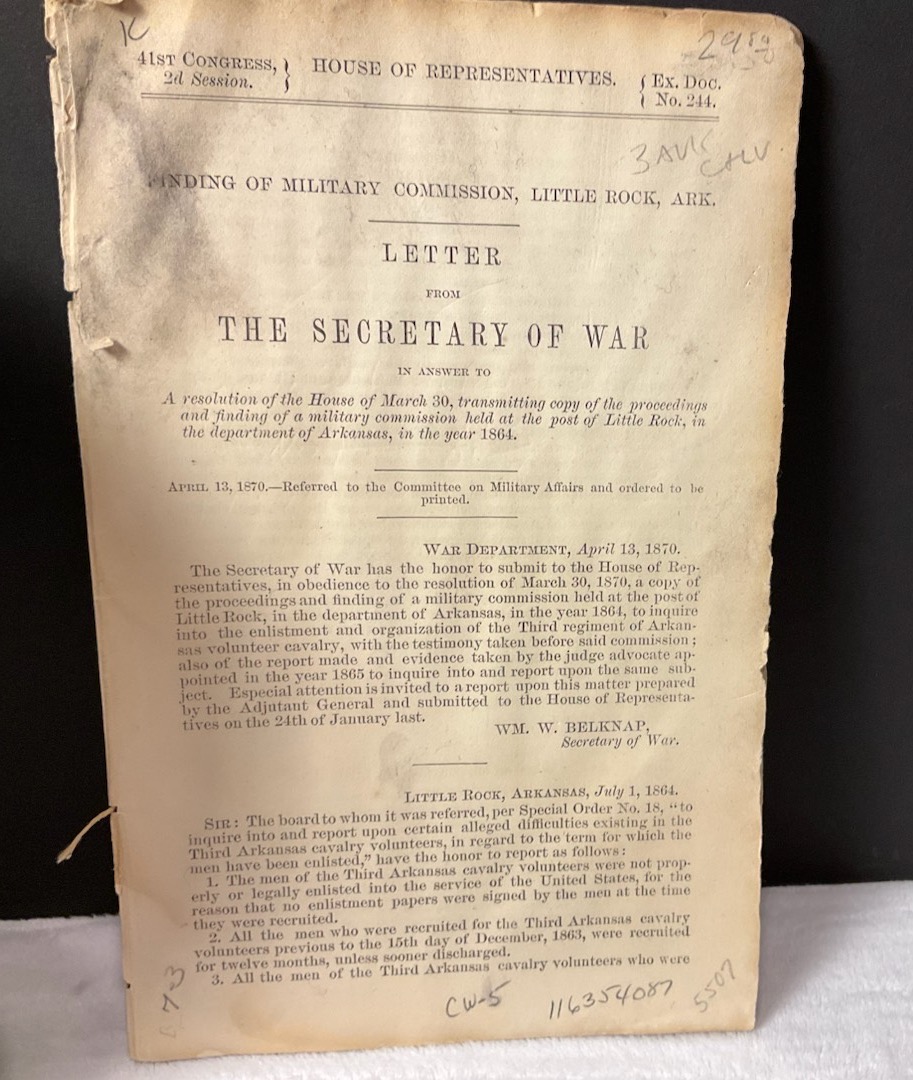 K
41ST CONGRESS, } HOUSE OF REPRESENTATIVES. { Ex. Doc.
2d Session. No. 244.
3 Ark
Calv
FINDING OF MILITARY COMMISSION, LITTLE ROCK, ARK.
LETTER
FROM
THE SECRETARY OF WAR
IN ANSWER TO
A resolution of the House of March 30, transmitting copy of the proceedings
and finding of a military commission held at the post of Little Rock, in
the department of Arkansas, in the year 1864.
APRIL 13, 1870.—Referred to the Committee on Military Affairs and ordered to be
printed.
WAR DEPARTMENT, April 13, 1870.
The Secretary of War has the honor to submit to the House of Rep-
resentatives, in obedience to the resolution of March 30, 1870, a copy of
the proceedings and finding of a military commission held at the post of
Little Rock, in the department of Arkansas, in the year 1864, to inquire
into the enlistment and organization of the Third regiment of Arkan-
sas volunteer cavalry, with the testimony taken before said commission;
also of the report made and evidence taken by the judge advocate ap-
pointed in the year 1865 to inquire into and report upon the same sub-
ject. Especial attention is invited to a report upon this matter prepared
by the Adjutant General and submitted to the House of Representa-
tives on the 24th of January last.
WM. W. BELKNAP,
Secretary of War.
LITTLE ROCK, ARKANSAS, July 1, 1864.
SIR: The board to whom it was referred, per Special Order No. 18, "to
inquire into and report upon certain alleged difficulties existing in the
Third Arkansas cavalry volunteers, in regard to the term for which the
men have been enlisted," have the honor to report as follows:
1. The men of the Third Arkansas cavalry volunteers were not prop-
erly or legally enlisted into the service of the United States, for the
reason that no enlistment papers were signed by the men at the time
they were recruited.
2. All the men who were recruited for the Third Arkansas cavalry
volunteers previous to the 15th day of December, 1863, were recruited
for twelve months, unless sooner discharged.
3. All the men of the Third Arkansas cavalry volunteers who were
CW-5 116354087 5507